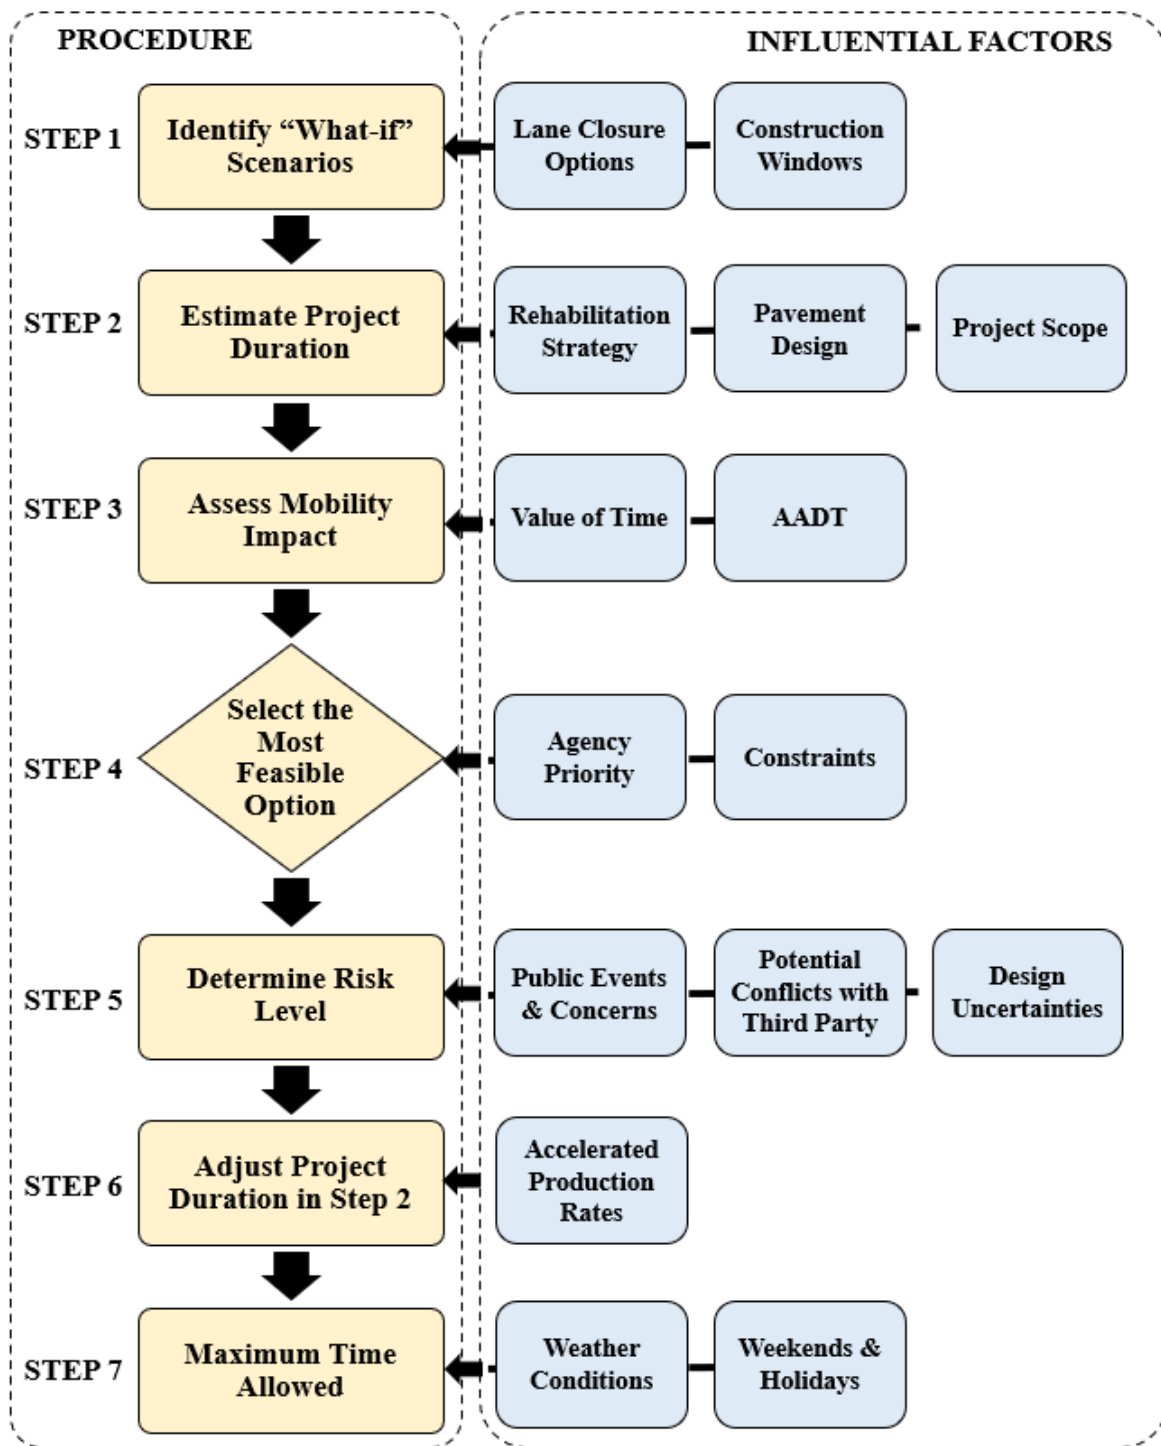 PROCEDURE
INFLUENTIAL FACTORS
STEP 1
Identify “What-if”
Scenarios
Lane Closure
Options
Construction
Windows
STEP 2
Estimate Project
Duration
Rehabilitation
Strategy
Pavement
Design
Project Scope
STEP 3
Assess Mobility
Impact
Value of Time
AADT
STEP 4
Select the
Most
Feasible
Option
Agency
Priority
Constraints
STEP 5
Determine Risk
Level
Public Events
& Concerns
Potential
Conflicts with
Third Party
Design
Uncertainties
STEP 6
Adjust Project
Duration in Step 2
Accelerated
Production
Rates
STEP 7
Maximum Time
Allowed
Weather
Conditions
Weekends &
Holidays